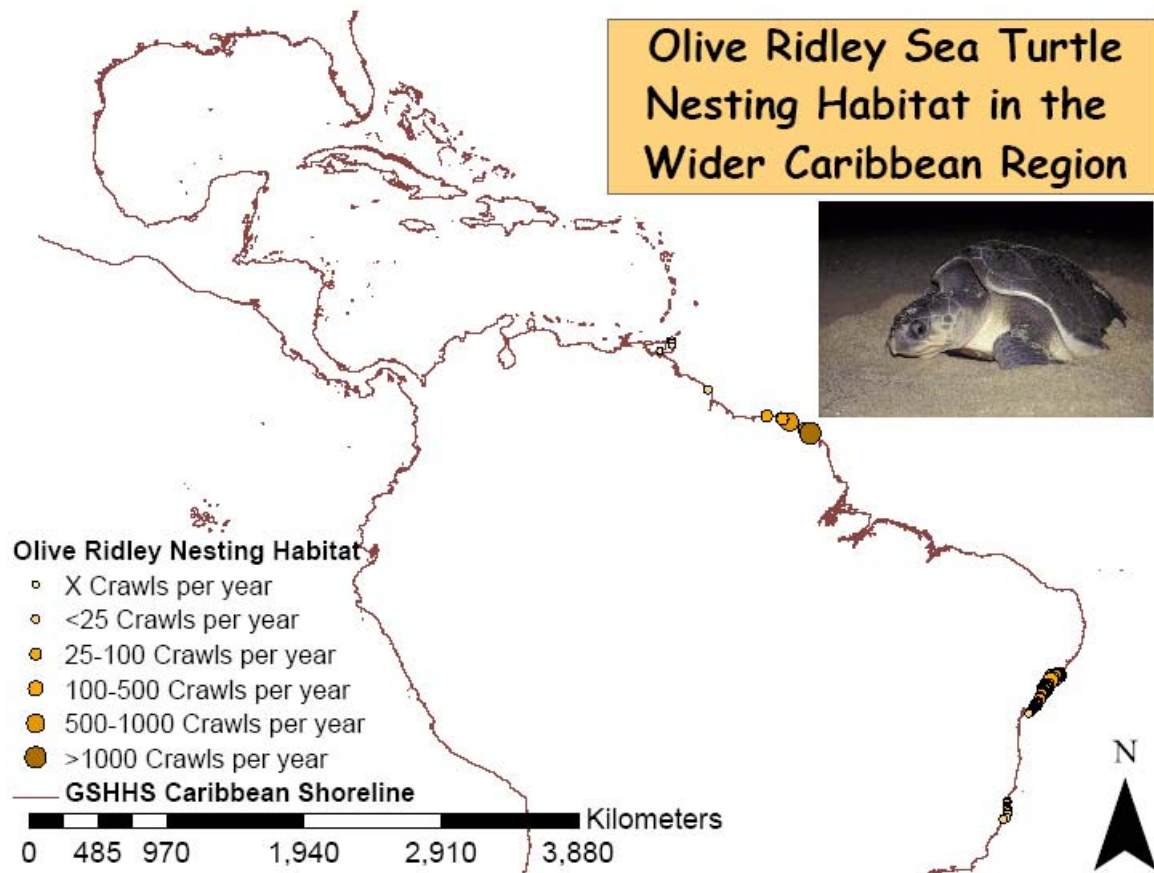 Olive Ridley Sea Turtle
Nesting Habitat in the
Wider Caribbean Region
Olive Ridley Nesting Habitat
X Crawls per year
<25 Crawls per year
25-100 Crawls per year
100-500 Crawls per year
500-1000 Crawls per year
>1000 Crawls per year
GSHHS Caribbean Shoreline
Kilometers
0 485 970 1,940 2,910 3,880
N